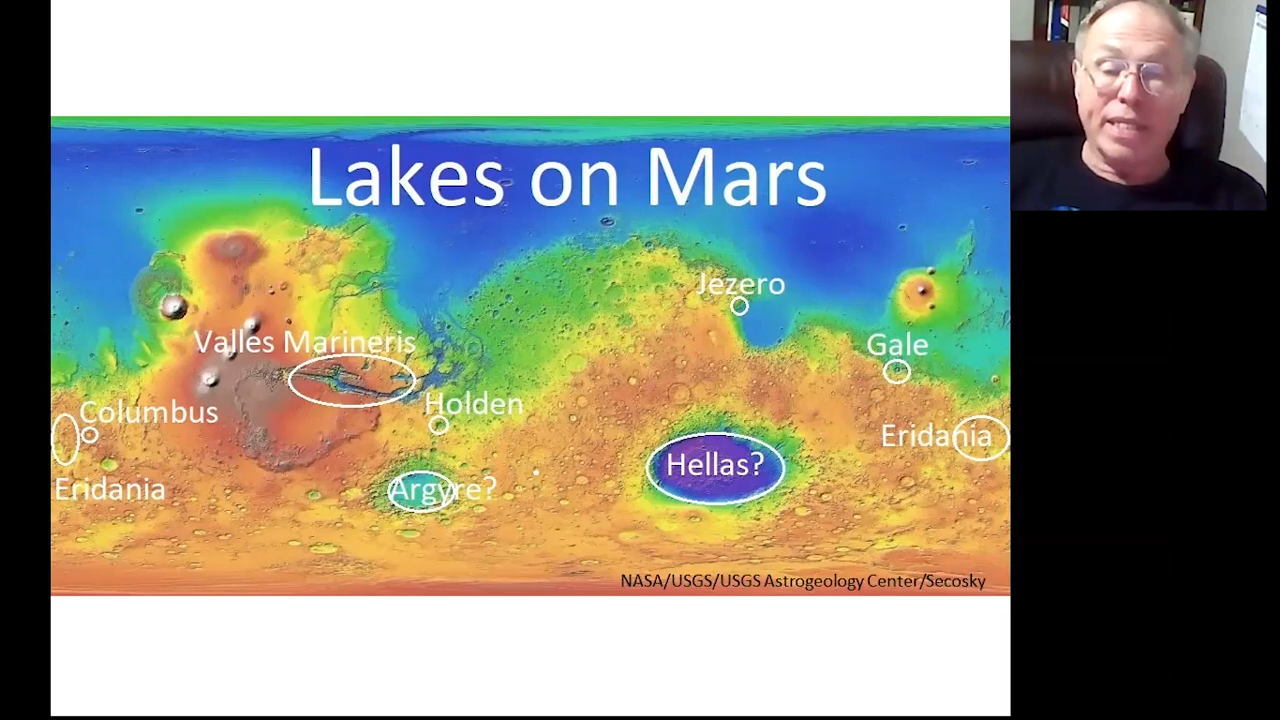 Lakes on Mars
Jezero
Valles Marineris
Gale
Columbus
Holden
Eridania
Hellas?
Eridania
Argyre?
NASA/USGS/USGS Astrogeology Center/Secosky